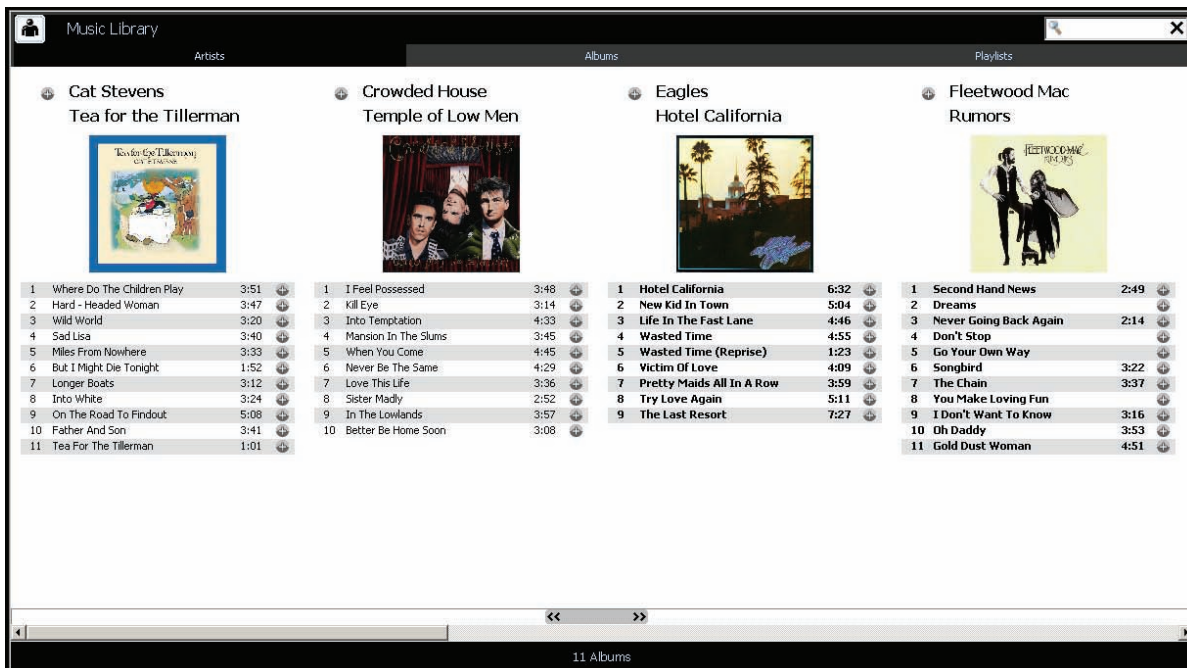 Music Library
Artists Albums Playlists
Cat Stevens
Tea for the Tillerman
Tea for the Tillerman
CAT STEVENS
1 Where Do The Children Play 3:51
2 Hard - Headed Woman 3:47
3 Wild World 3:20
4 Sad Lisa 3:40
5 Miles From Nowhere 3:33
6 But I Might Die Tonight 1:52
7 Longer Boats 3:12
8 Into White 3:24
9 On The Road To Findout 5:08
10 Father And Son 3:41
11 Tea For The Tillerman 1:01
Crowded House
Temple of Low Men
Crowded House
1 I Feel Possessed 3:48
2 Kill Eye 3:14
3 Into Temptation 4:33
4 Mansion In The Slums 3:45
5 When You Come 4:45
6 Never Be The Same 4:29
7 Love This Life 3:36
8 Sister Madly 2:52
9 In The Lowlands 3:57
10 Better Be Home Soon 3:08
Eagles
Hotel California
1 Hotel California 6:32
2 New Kid In Town 5:04
3 Life In The Fast Lane 4:46
4 Wasted Time 4:55
5 Wasted Time (Reprise) 1:23
6 Victim Of Love 4:09
7 Pretty Maids All In A Row 3:59
8 Try Love Again 5:11
9 The Last Resort 7:27
Fleetwood Mac
Rumors
FLEETWOOD MAC
RUMOURS
1 Second Hand News 2:49
2 Dreams
3 Never Going Back Again 2:14
4 Don't Stop
5 Go Your Own Way
6 Songbird 3:22
7 The Chain 3:37
8 You Make Loving Fun
9 I Don't Want To Know 3:16
10 Oh Daddy 3:53
11 Gold Dust Woman 4:51
<< >>
11 Albums